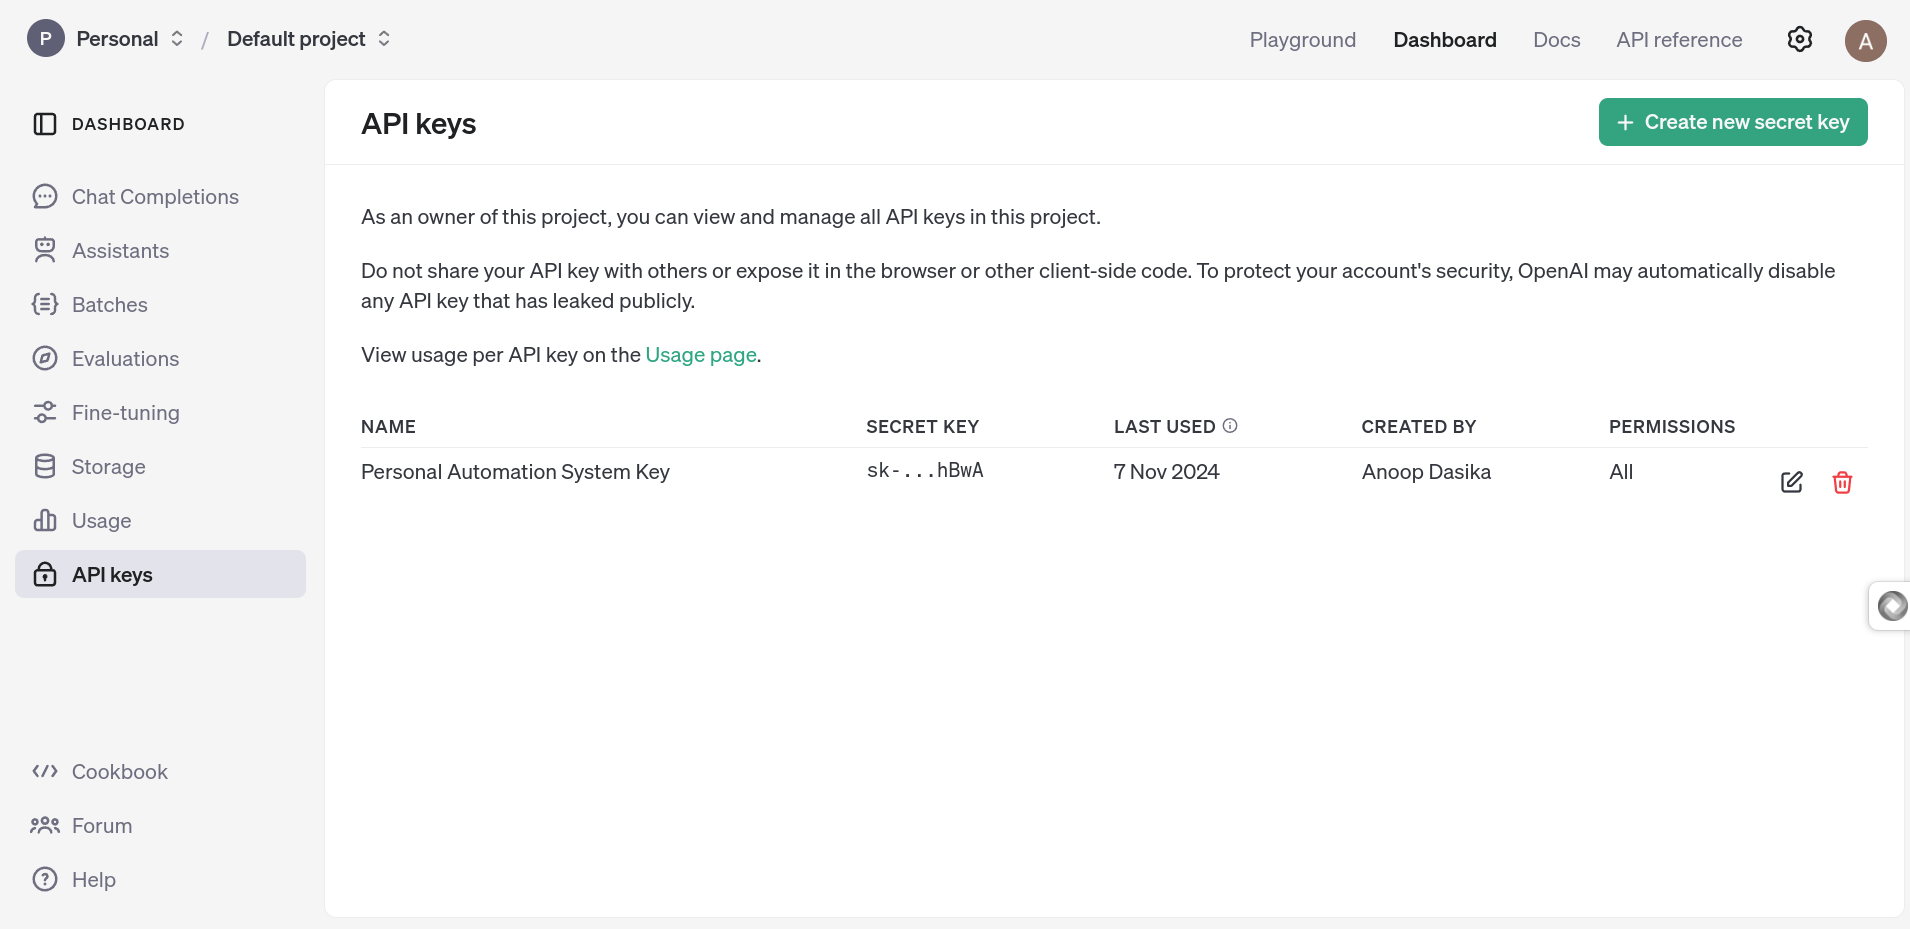 P Personal / Default project
Playground Dashboard Docs API reference A
DASHBOARD
Chat Completions
Assistants
Batches
Evaluations
Fine-tuning
Storage
Usage
API keys
Cookbook
Forum
Help
API keys
+ Create new secret key
As an owner of this project, you can view and manage all API keys in this project.
Do not share your API key with others or expose it in the browser or other client-side code. To protect your account's security, OpenAI may automatically disable
any API key that has leaked publicly.
View usage per API key on the Usage page.
NAME SECRET KEY LAST USED CREATED BY PERMISSIONS
Personal Automation System Key sk-...hBwA 7 Nov 2024 Anoop Dasika All